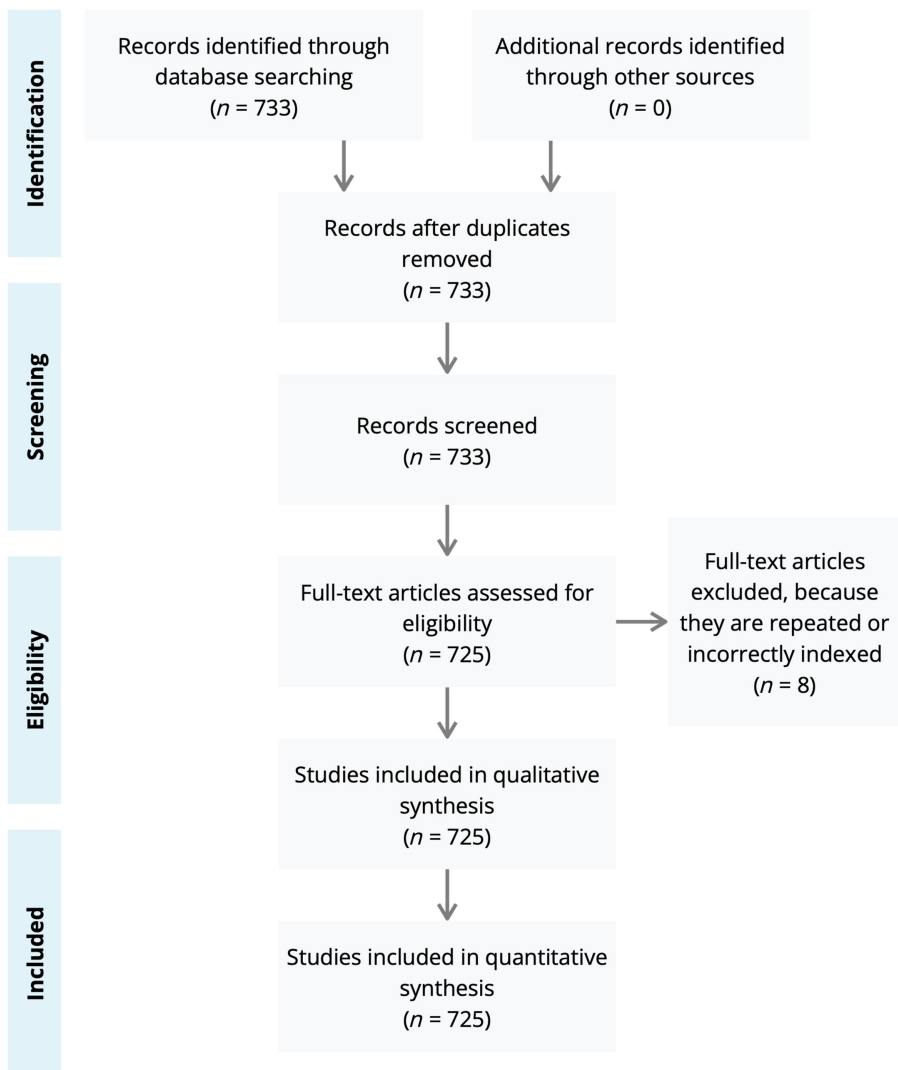 Identification
Records identified through
database searching
(n = 733)
Additional records identified
through other sources
(n = 0)
Records after duplicates
removed
(n = 733)
Screening
Records screened
(n = 733)
Eligibility
Full-text articles assessed for
eligibility
(n = 725)
Full-text articles
excluded, because
they are repeated or
incorrectly indexed
(n = 8)
Studies included in qualitative
synthesis
(n = 725)
Included
Studies included in quantitative
synthesis
(n = 725)